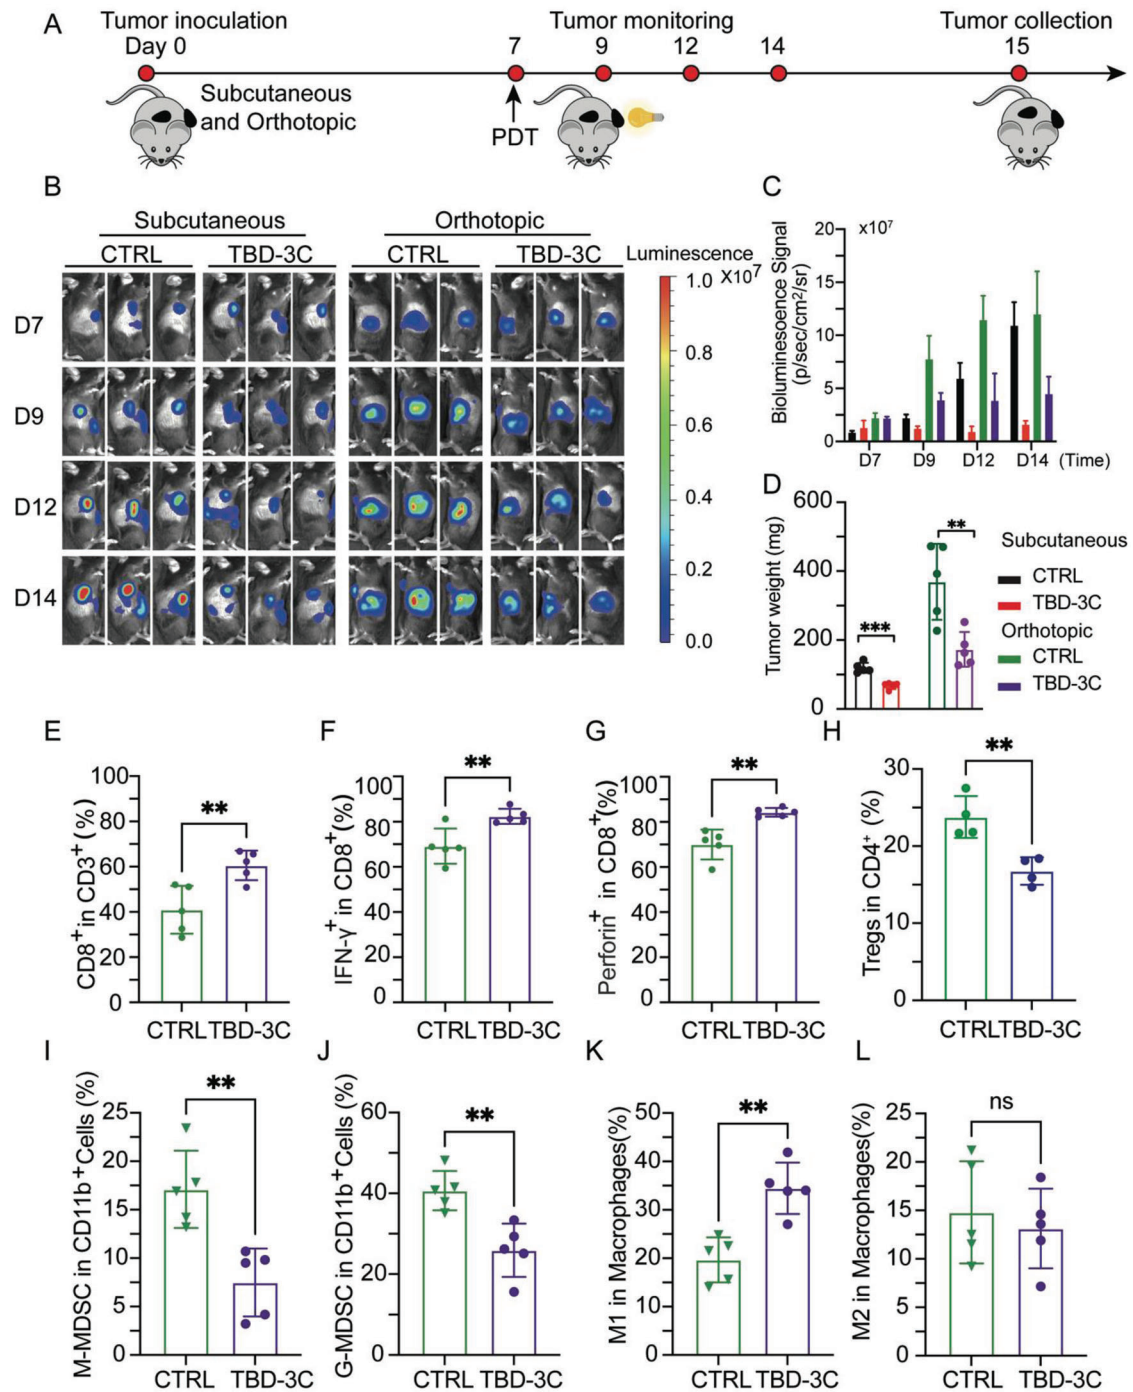 A
Tumor inoculation
Tumor monitoring
Tumor collection
Day 0
7
9
12
14
15
Subcutaneous
and Orthotopic
PDT
B
Subcutaneous
Orthotopic
CTRL
TBD-3C
CTRL
TBD-3C
Luminescence
X10⁷
1.0
0.8
0.6
0.4
0.2
0.0
D7
D9
D12
D14
C
Bioluminescence Signal
(p/sec/cm²/sr)
x10⁷
20
15
10
5
0
D7
D9
D12
D14
(Time)
D
Tumor weight (mg)
600
400
200
0
***
**
Subcutaneous
CTRL
TBD-3C
Orthotopic
CTRL
TBD-3C
E
CD8⁺ in CD3⁺ (%)
100
80
60
40
20
0
**
CTRL TBD-3C
F
IFN-γ⁺ in CD8⁺(%)
100
80
60
40
20
0
**
CTRL TBD-3C
G
Perforin⁺ in CD8⁺(%)
100
80
60
40
20
0
**
CTRL TBD-3C
H
Tregs in CD4⁺ (%)
30
20
10
0
**
CTRL TBD-3C
I
M-MDSC in CD11b⁺Cells (%)
25
20
15
10
5
0
**
CTRL TBD-3C
J
G-MDSC in CD11b⁺Cells (%)
60
40
20
0
**
CTRL TBD-3C
K
M1 in Macrophages(%)
50
40
30
20
10
0
**
CTRL TBD-3C
L
M2 in Macrophages(%)
25
20
15
10
5
0
ns
CTRL TBD-3C